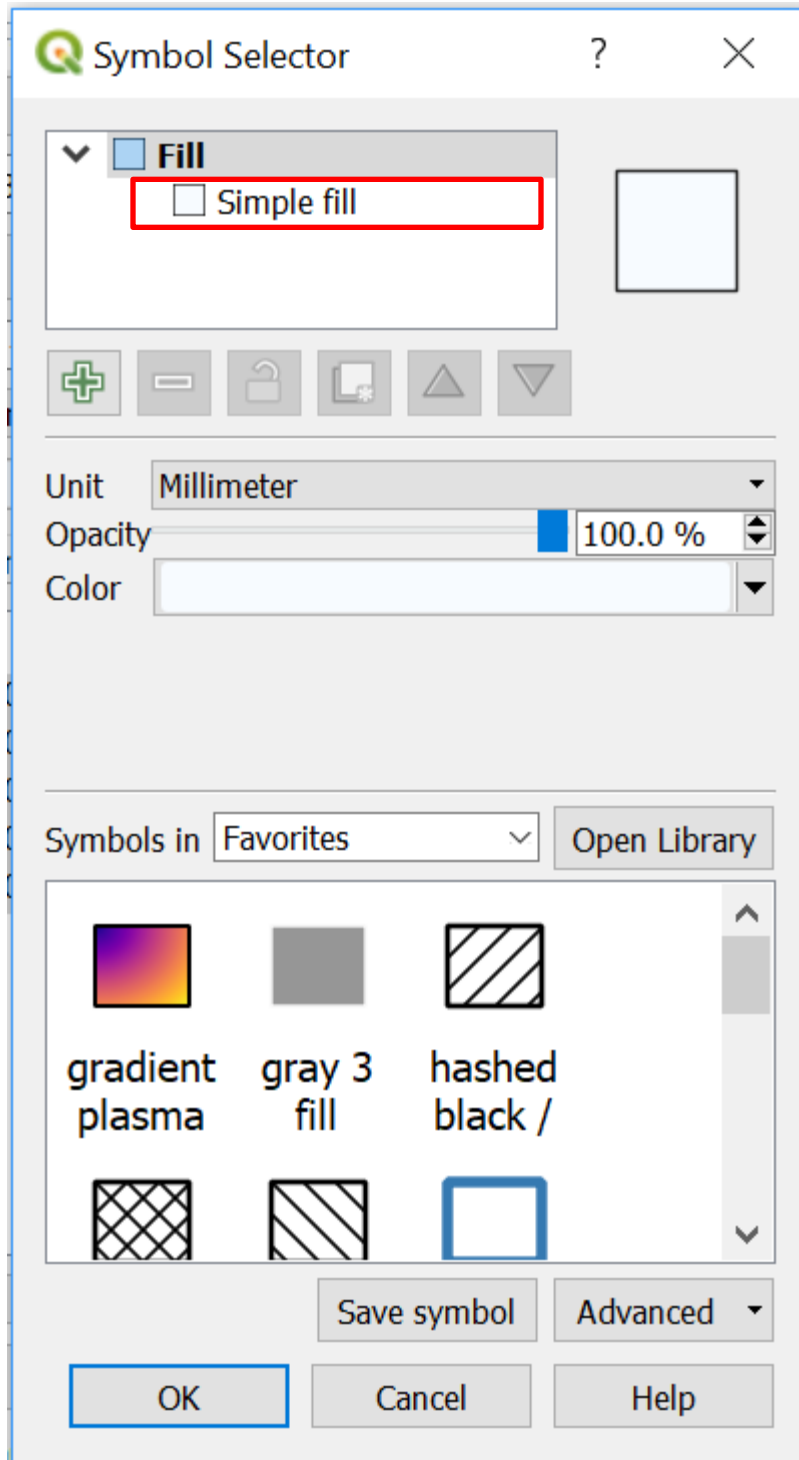 Symbol Selector ?
Fill
Simple fill
Unit Millimeter
Opacity 100.0 %
Color
Symbols in Favorites Open Library
gradient plasma
gray 3 fill
hashed black /
Save symbol Advanced
OK Cancel Help